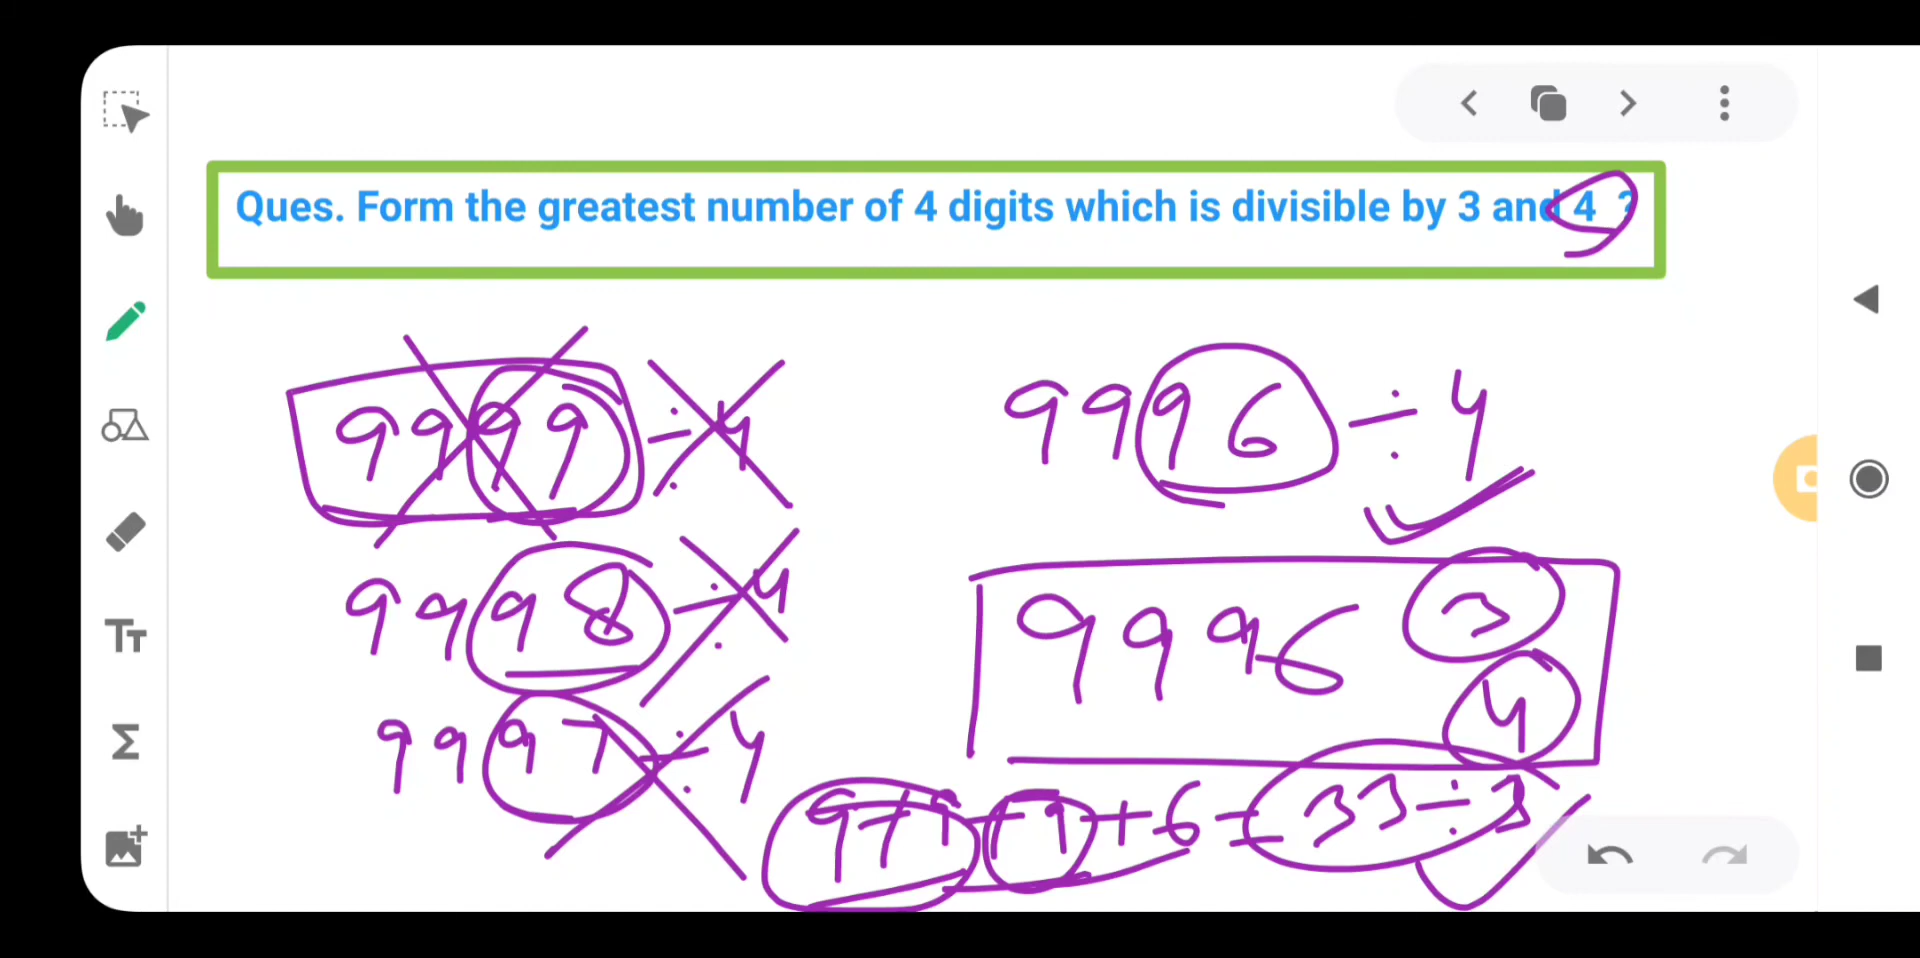 Ques. Form the greatest number of 4 digits which is divisible by 3 and 4 ?
9999 ÷ 4
9998 ÷ 4
9997 ÷ 4
9996 ÷ 4
9996 3
4
9+9+9+6=33÷3
Tт
Σ